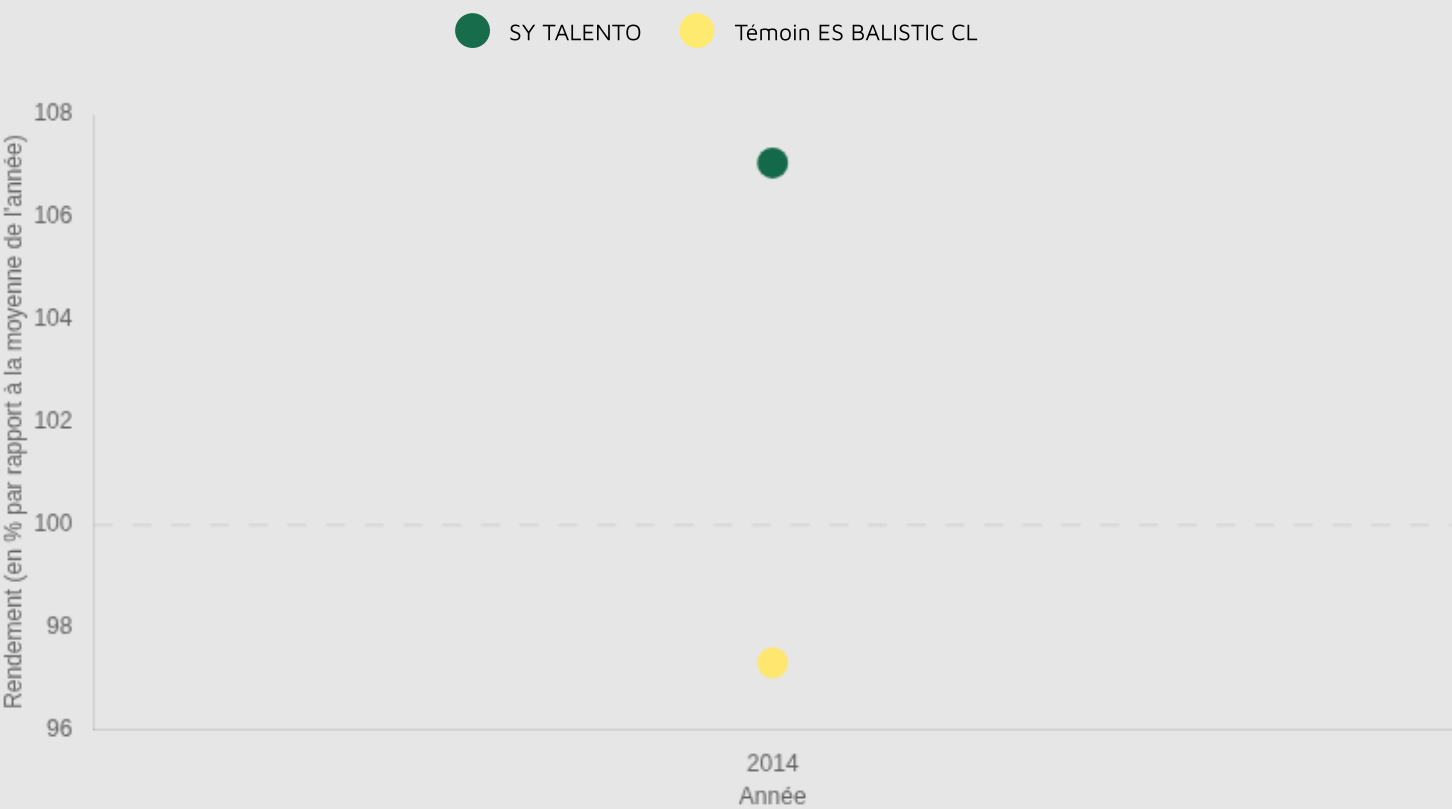 SY TALENTO
Témoin ES BALISTIC CL
Rendement (en % par rapport à la moyenne de l'année)
108
106
104
102
100
98
96
2014
Année